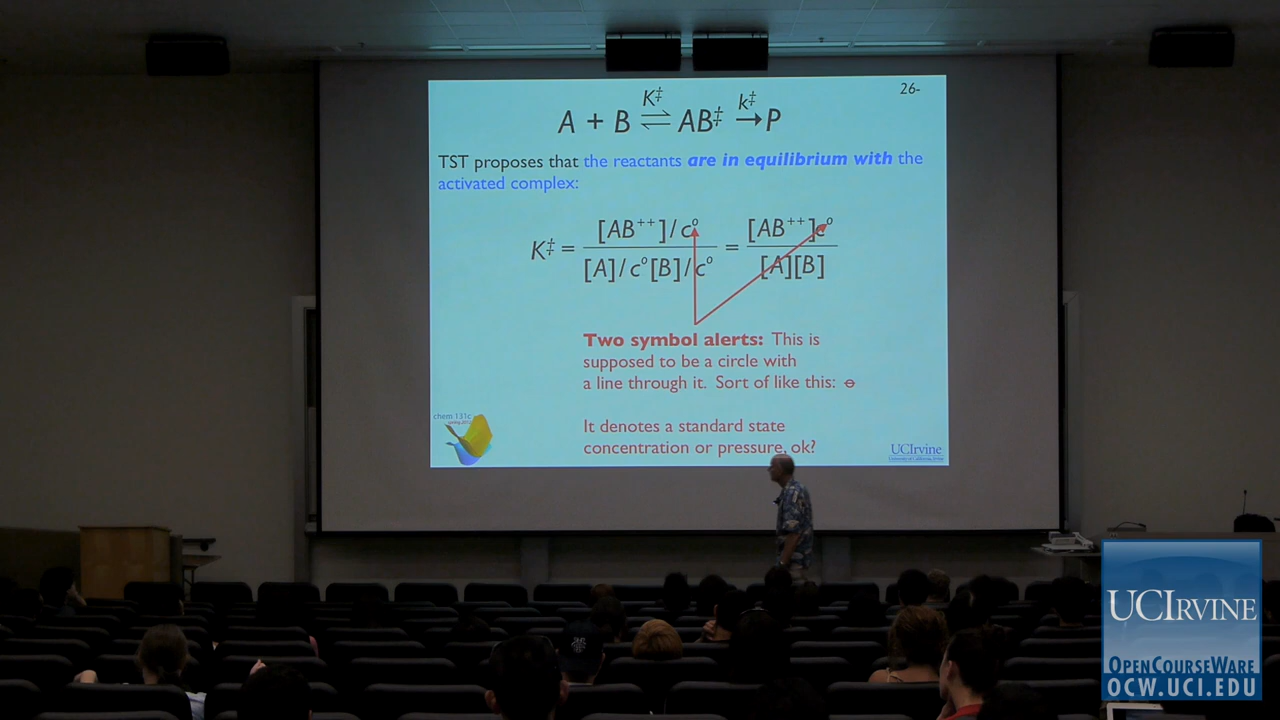 26-
K‡ k‡
A + B ⇌ AB‡ → P
TST proposes that the reactants are in equilibrium with the
activated complex:
K‡ = [AB⁺⁺]/c° / [A]/c°[B]/c° = [AB⁺⁺]c° / [A][B]
Two symbol alerts: This is
supposed to be a circle with
a line through it. Sort of like this: ⊖
It denotes a standard state
concentration or pressure, ok?
chem 131c
UCIrvine
UCIRVINE
OPENCOURSEWARE
OCW.UCI.EDU